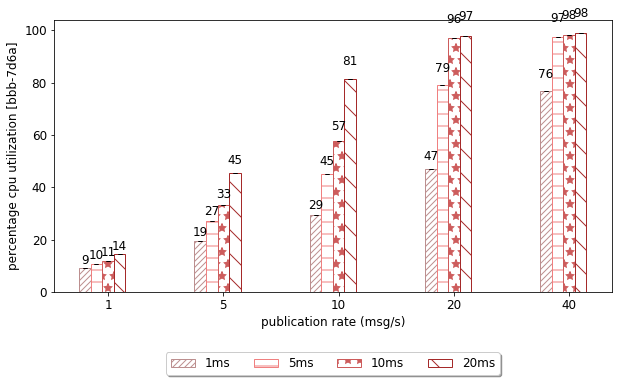 percentage cpu utilization [bbb-7d6a]
100
80
60
40
20
0
9 10 11 14
19 27 33 45
29 45 57 81
47 79 96 97
76 97 98 98
1 5 10 20 40
publication rate (msg/s)
1ms 5ms 10ms 20ms